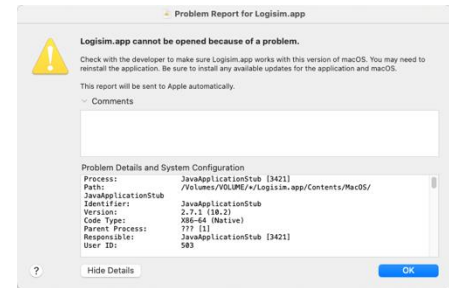 Problem Report for Logisim.app
Logisim.app cannot be opened because of a problem.
Check with the developer to make sure Logisim.app works with this version of macOS. You may need to
reinstall the application. Be sure to install any available updates for the application and macOS.
This report will be sent to Apple automatically.
Comments
Problem Details and System Configuration
Process: JavaApplicationStub [3421]
Path: /Volumes/VOLUME/*/Logisim.app/Contents/MacOS/
JavaApplicationStub
Identifier: JavaApplicationStub
Version: 2.7.1 (10.2)
Code Type: X86-64 (Native)
Parent Process: ??? [1]
Responsible: JavaApplicationStub [3421]
User ID: 503
? Hide Details OK